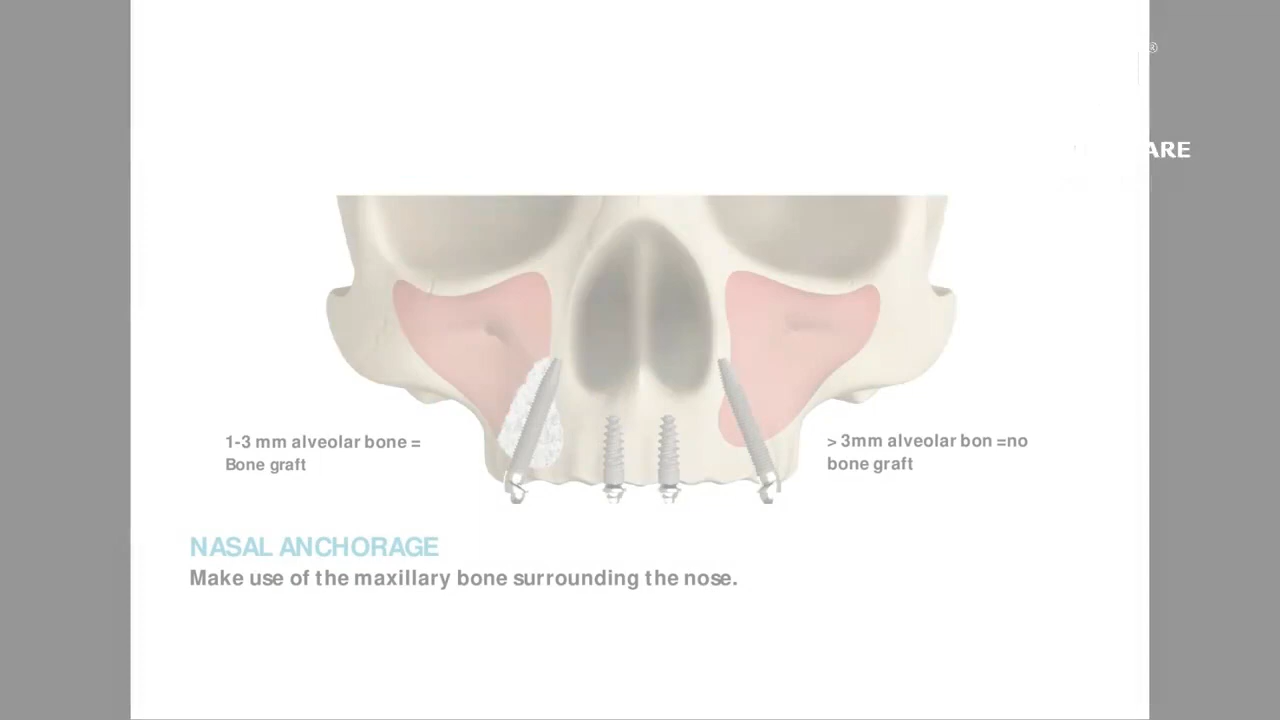 ®
ARE
1-3 mm alveolar bone =
Bone graft
> 3mm alveolar bon =no
bone graft
NASAL ANCHORAGE
Make use of the maxillary bone surrounding the nose.